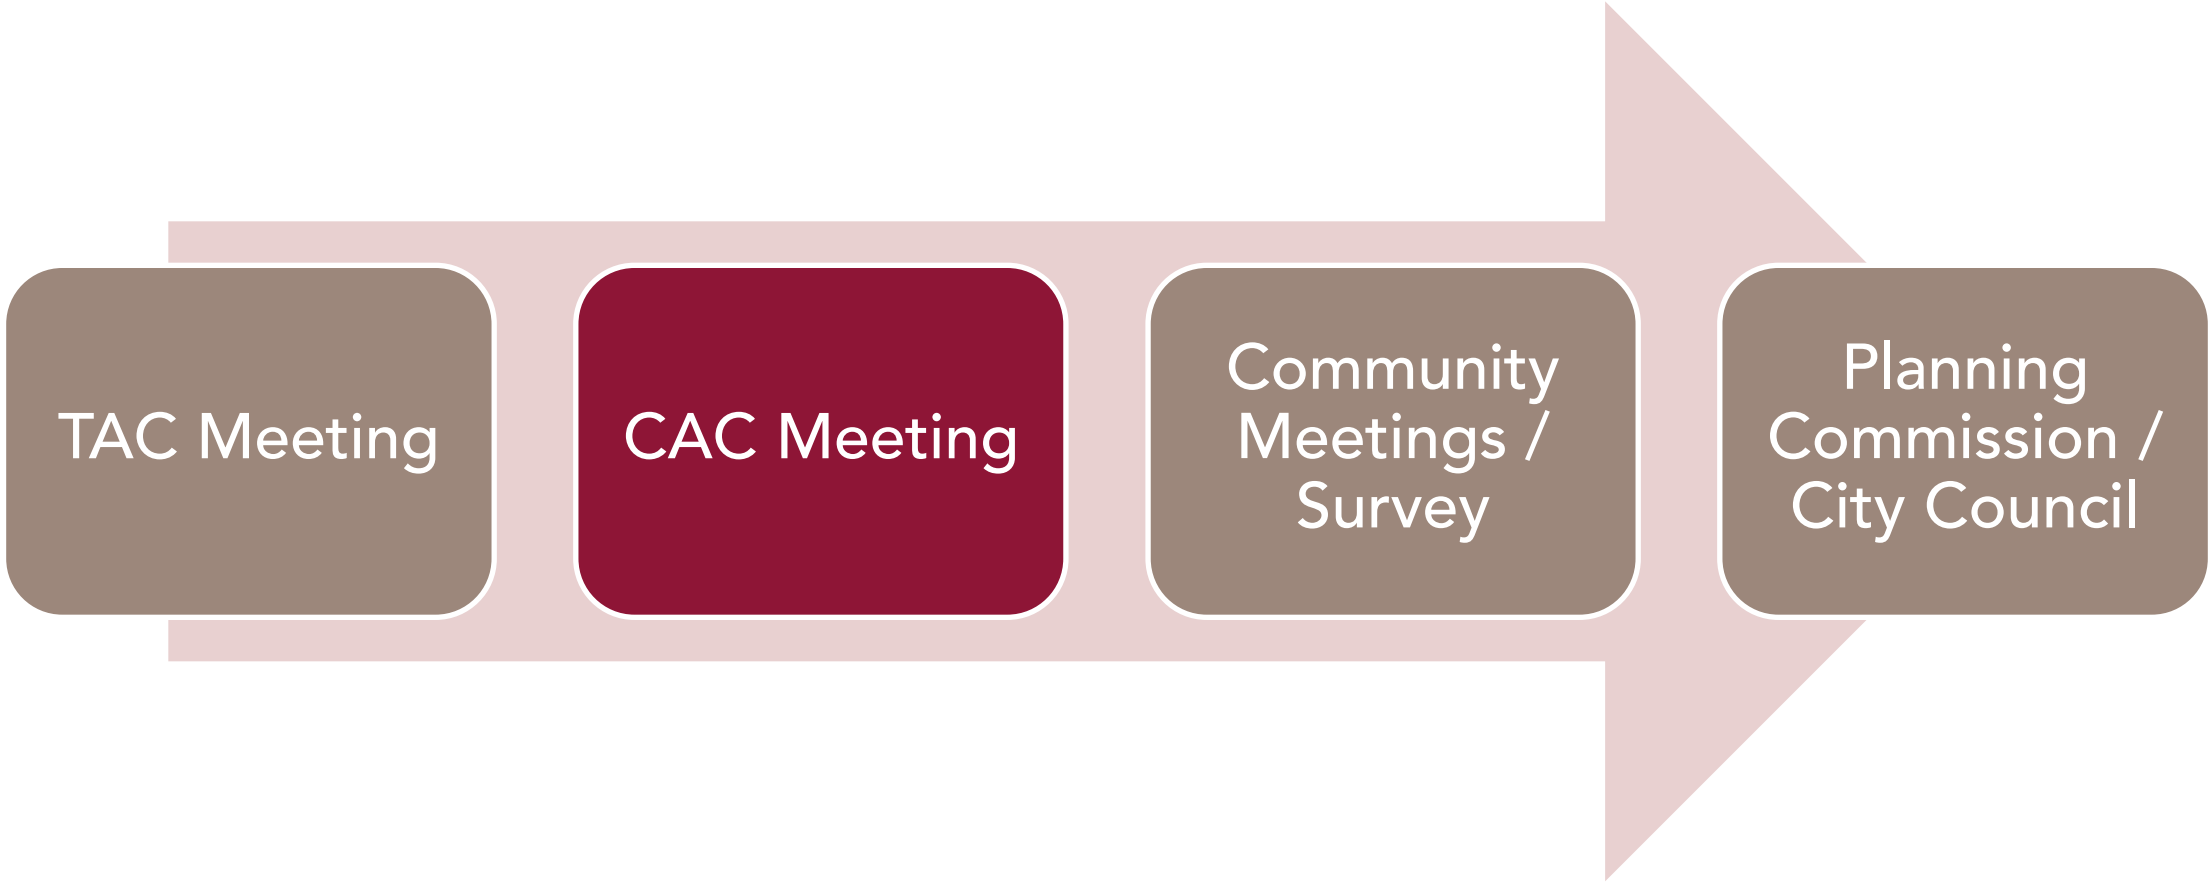 TAC Meeting
CAC Meeting
Community
Meetings /
Survey
Planning
Commission /
City Council